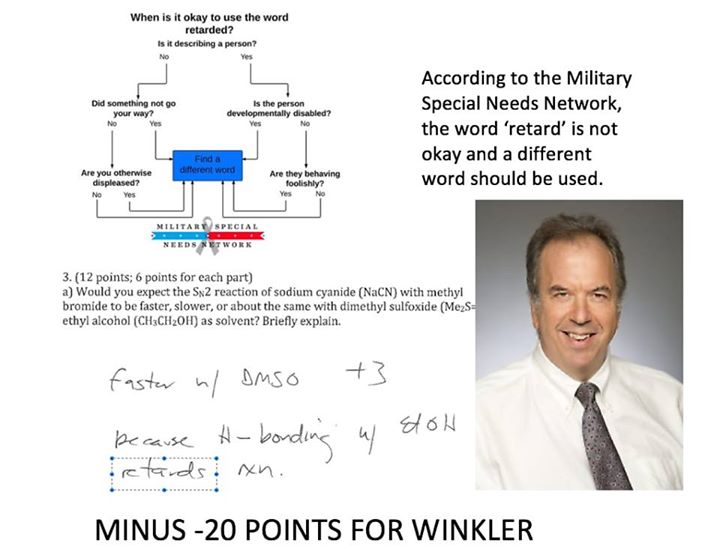 When is it okay to use the word
retarded?
Is it describing a person?
No Yes
Did something not go
your way?
No Yes
Is the person
developmentally disabled?
Yes No
Find a
different word
Are you otherwise
displeased?
No Yes
Are they behaving
foolishly?
Yes No
MILITARY SPECIAL
NEEDS NETWORK
According to the Military
Special Needs Network,
the word ‘retard’ is not
okay and a different
word should be used.
3. (12 points; 6 points for each part)
a) Would you expect the SN2 reaction of sodium cyanide (NaCN) with methyl
bromide to be faster, slower, or about the same with dimethyl sulfoxide (Me2S=
ethyl alcohol (CH3CH2OH) as solvent? Briefly explain.
faster w/ DMSO +3
because H-bonding w/ EtOH
retards rxn.
MINUS -20 POINTS FOR WINKLER